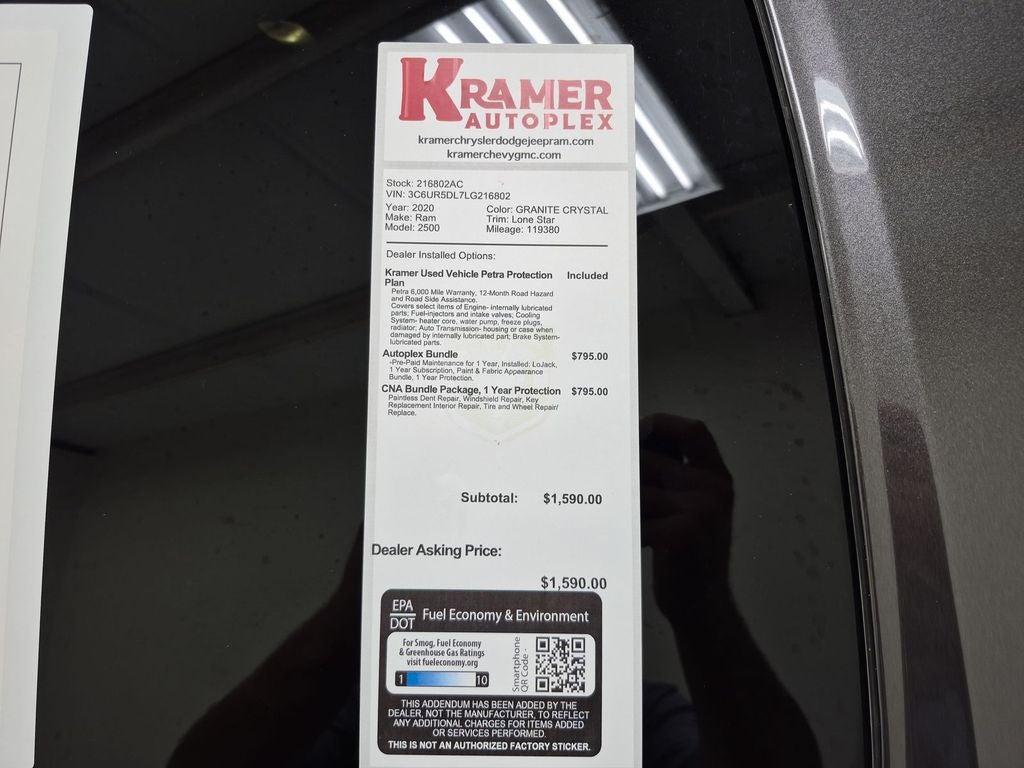 KRAMER
AUTOPLEX
kramerchryslerdodgejeepram.com
kramerchevygmc.com
Stock: 216802AC
VIN: 3C6UR5DL7LG216802
Year: 2020 Color: GRANITE CRYSTAL
Make: Ram Trim: Lone Star
Model: 2500 Mileage: 119380
Dealer Installed Options:
Kramer Used Vehicle Petra Protection Included
Plan
Petra 6,000 Mile Warranty, 12-Month Road Hazard
and Road Side Assistance.
Covers select items of Engine- internally lubricated
parts; Fuel-injectors and intake valves; Cooling
System- heater core, water pump, freeze plugs,
radiator; Auto Transmission- housing or case when
damaged by internally lubricated part; Brake System-
lubricated parts.
Autoplex Bundle $795.00
-Pre-Paid Maintenance for 1 Year, Installed: LoJack,
1 Year Subscription, Paint & Fabric Appearance
Bundle, 1 Year Protection.
CNA Bundle Package, 1 Year Protection $795.00
Paintless Dent Repair, Windshield Repair, Key
Replacement Interior Repair, Tire and Wheel Repair/
Replace.
Subtotal: $1,590.00
Dealer Asking Price:
$1,590.00
EPA
DOT
Fuel Economy & Environment
For Smog, Fuel Economy
& Greenhouse Gas Ratings
visit fueleconomy.org
1 10
Smartphone
QR Code -
THIS ADDENDUM HAS BEEN ADDED BY THE
DEALER, NOT THE MANUFACTURER, TO REFLECT
ANY ADDITIONAL CHARGES FOR ITEMS ADDED
OR SERVICES PERFORMED.
THIS IS NOT AN AUTHORIZED FACTORY STICKER.